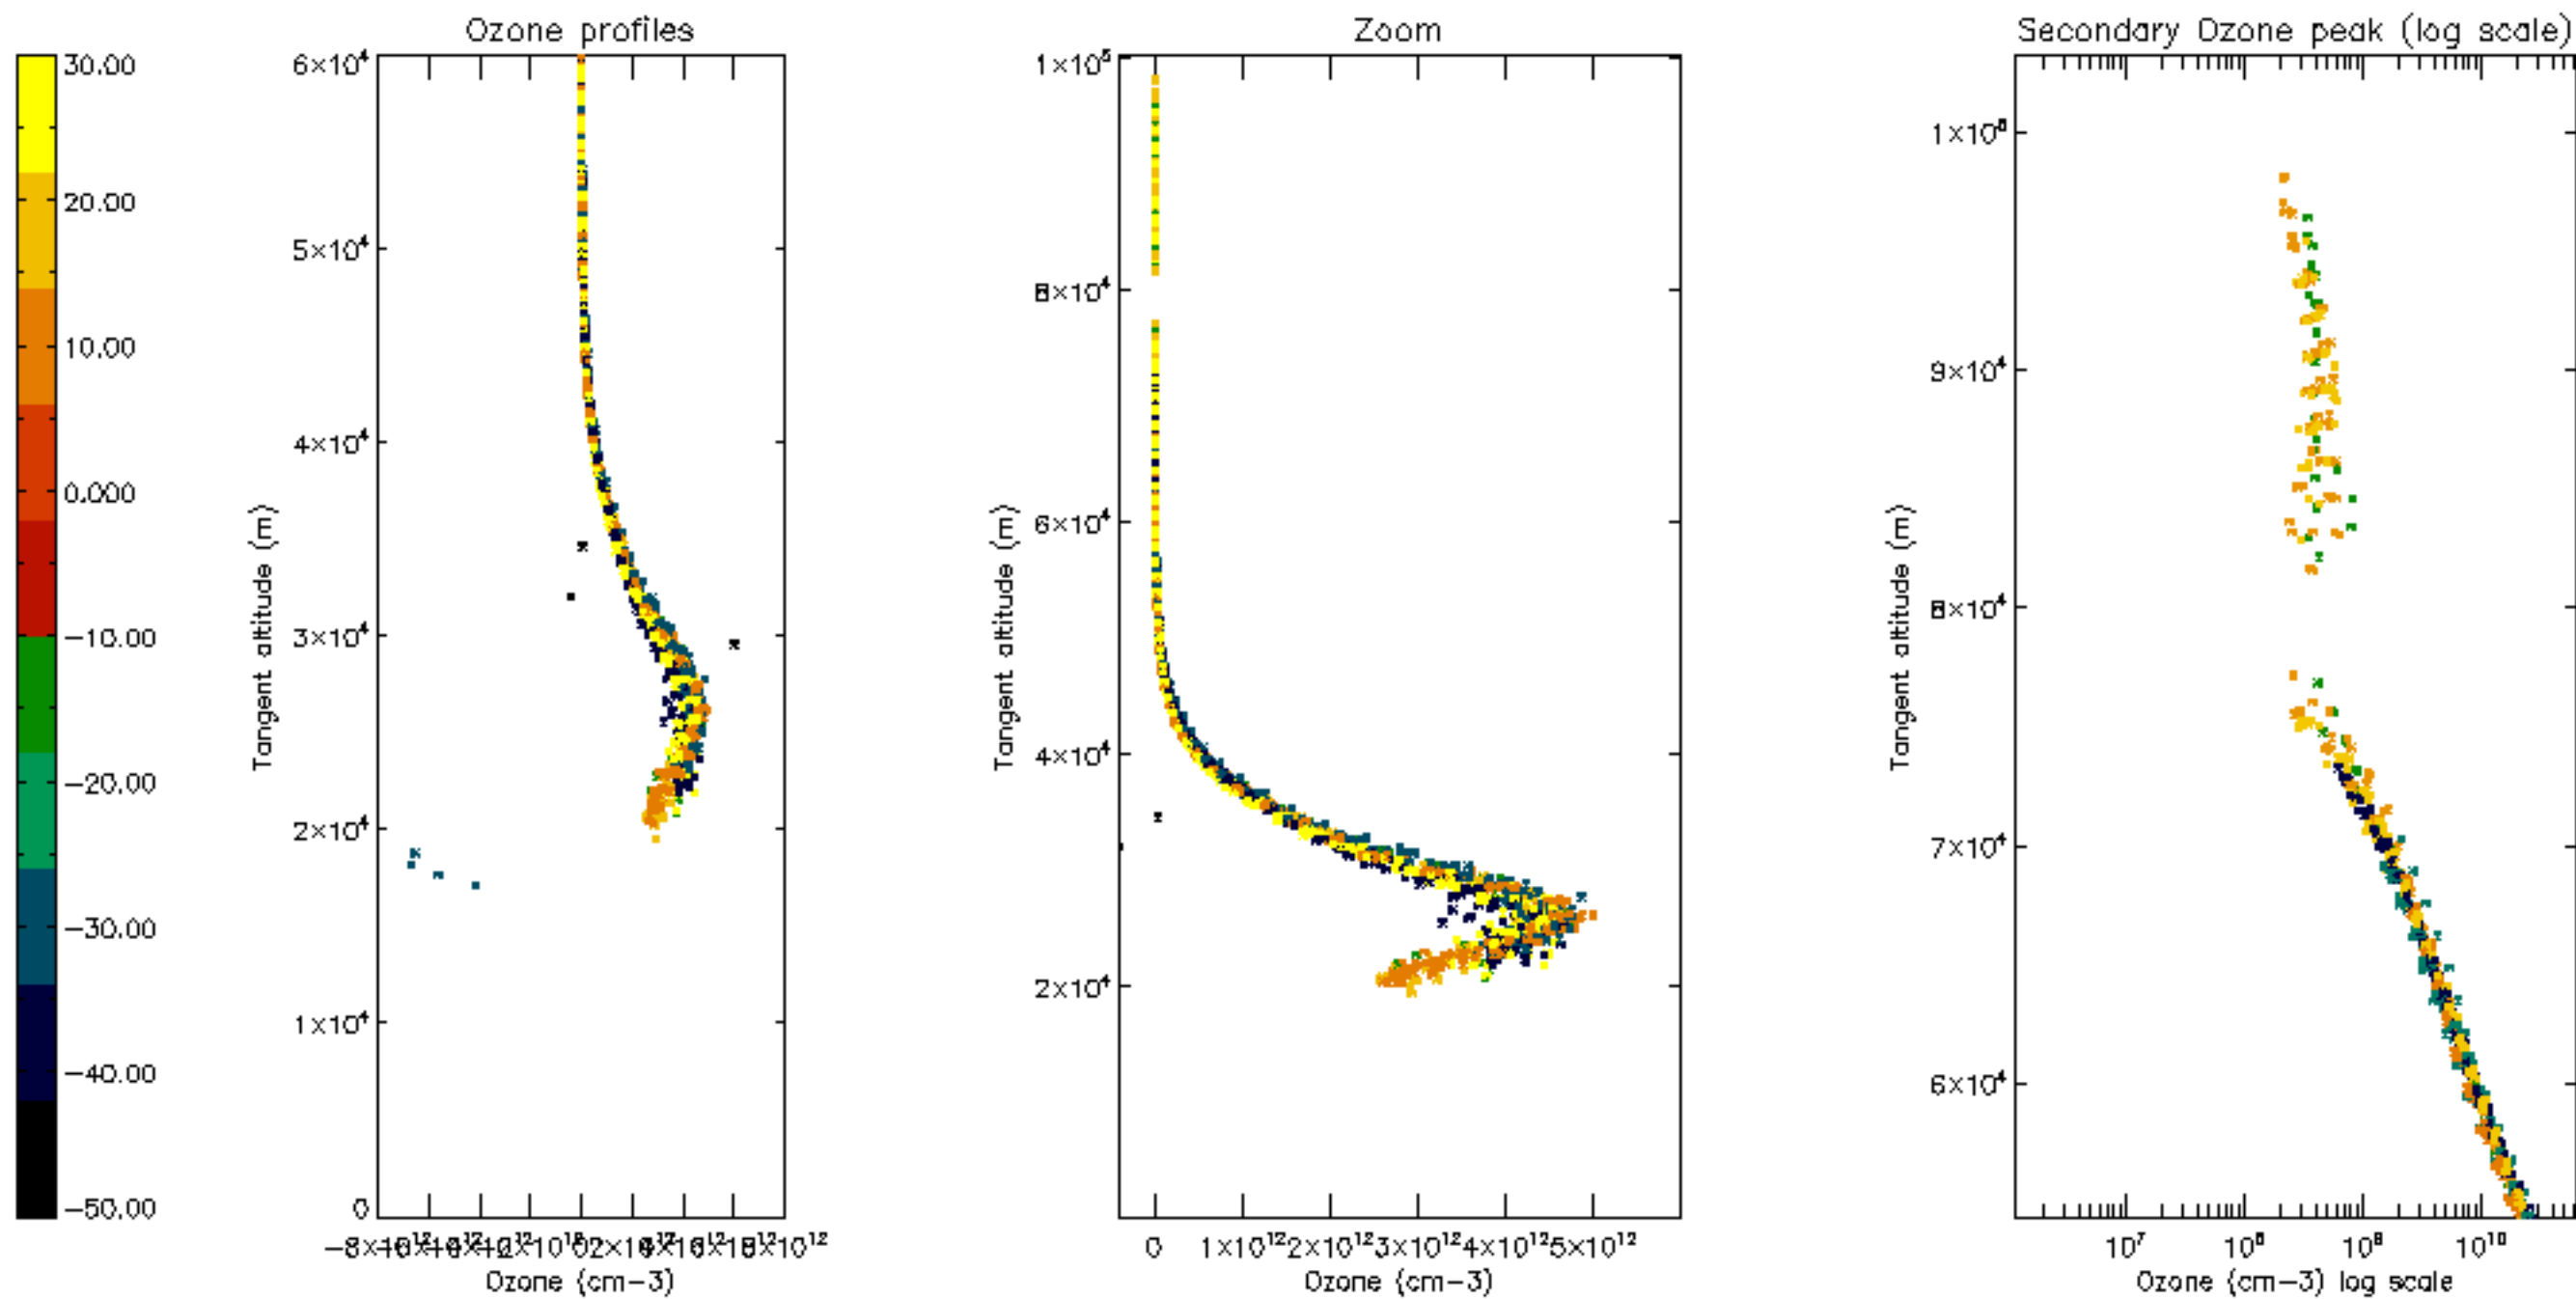 Ozone profiles
Zoom
Secondary Ozone peak (log scale)
30.00
20.00
10.00
0.000
−10.00
−20.00
−30.00
−40.00
−50.00
Tangent altitude (m)
6×10⁴
5×10⁴
4×10⁴
3×10⁴
2×10⁴
1×10⁴
0
Ozone (cm−3)
Tangent altitude (m)
1×10⁵
8×10⁴
6×10⁴
4×10⁴
2×10⁴
0 1×10¹² 2×10¹² 3×10¹² 4×10¹² 5×10¹²
Ozone (cm−3)
Tangent altitude (m)
1×10⁵
9×10⁴
8×10⁴
7×10⁴
6×10⁴
10⁷ 10⁸ 10⁹ 10¹⁰
Ozone (cm−3) log scale